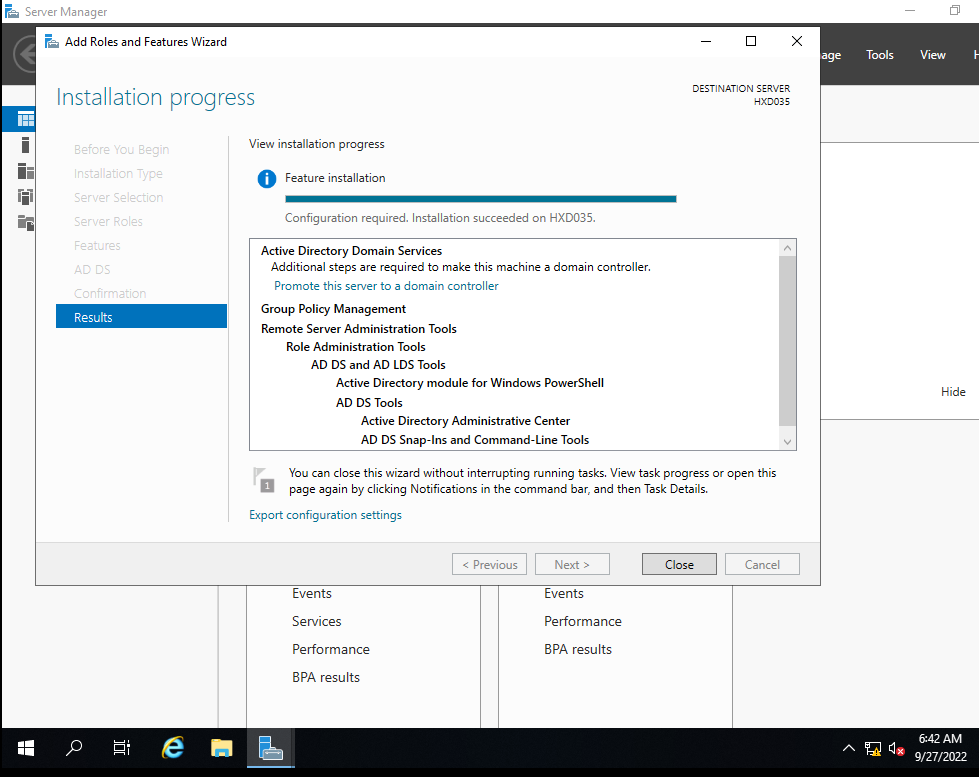 Server Manager
Add Roles and Features Wizard
age
Tools
View
H
Installation progress
DESTINATION SERVER
HXD035
Before You Begin
Installation Type
Server Selection
Server Roles
Features
AD DS
Confirmation
Results
View installation progress
Feature installation
Configuration required. Installation succeeded on HXD035.
Active Directory Domain Services
Additional steps are required to make this machine a domain controller.
Promote this server to a domain controller
Group Policy Management
Remote Server Administration Tools
Role Administration Tools
AD DS and AD LDS Tools
Active Directory module for Windows PowerShell
AD DS Tools
Active Directory Administrative Center
AD DS Snap-Ins and Command-Line Tools
Hide
1
You can close this wizard without interrupting running tasks. View task progress or open this
page again by clicking Notifications in the command bar, and then Task Details.
Export configuration settings
< Previous
Next >
Close
Cancel
Events
Services
Performance
BPA results
Events
Performance
BPA results
6:42 AM
9/27/2022